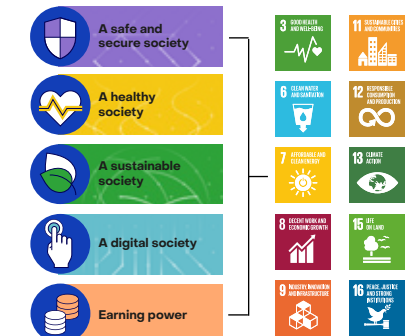 A safe and
secure society
A healthy
society
A sustainable
society
A digital society
Earning power
3 GOOD HEALTH
AND WELL-BEING
11 SUSTAINABLE CITIES
AND COMMUNITIES
6 CLEAN WATER
AND SANITATION
12 RESPONSIBLE
CONSUMPTION
AND PRODUCTION
7 AFFORDABLE AND
CLEAN ENERGY
13 CLIMATE
ACTION
8 DECENT WORK AND
ECONOMIC GROWTH
15 LIFE
ON LAND
9 INDUSTRY, INNOVATION
AND INFRASTRUCTURE
16 PEACE, JUSTICE
AND STRONG
INSTITUTIONS